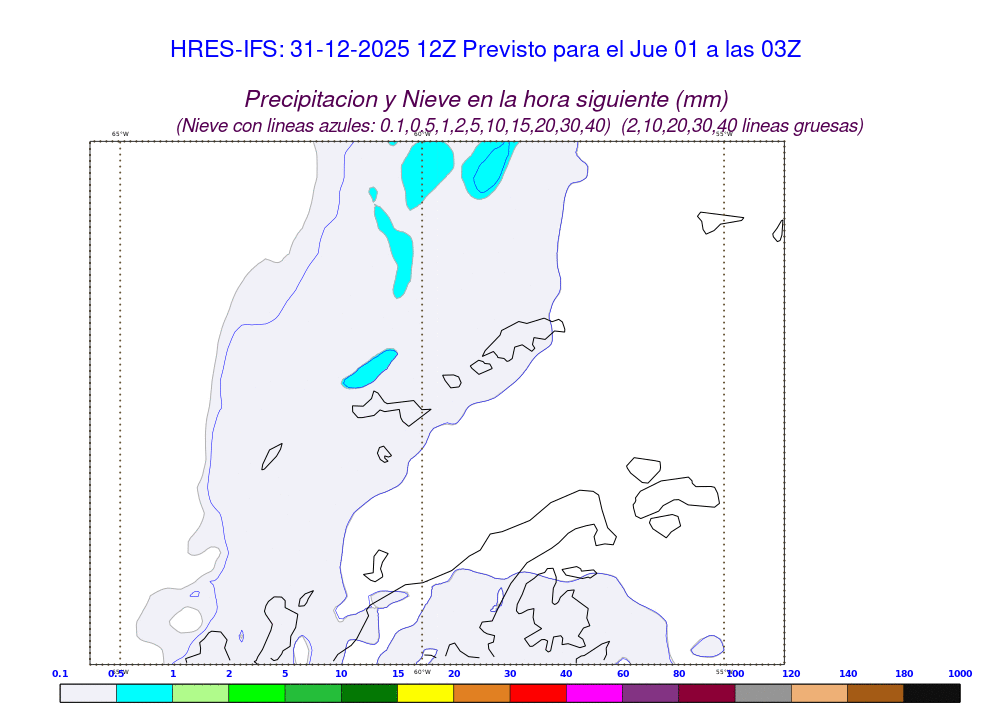 HRES-IFS: 31-12-2025 12Z Previsto para el Jue 01 a las 03Z
Precipitacion y Nieve en la hora siguiente (mm)
(Nieve con lineas azules: 0.1,0.5,1,2,5,10,15,20,30,40) (2,10,20,30,40 lineas gruesas)
65°W 60°W 55°W
65°W 60°W 55°W
0.1 0.5 1 2 5 10 15 20 30 40 60 80 100 120 140 180 1000